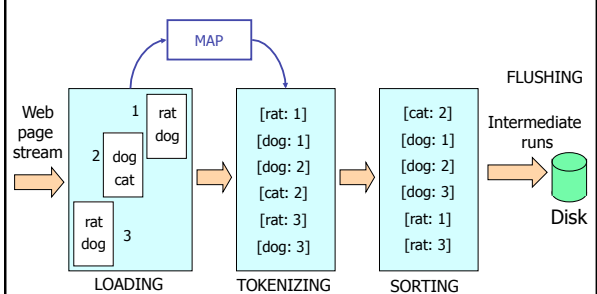 MAP
FLUSHING
Web
page
stream
1
rat
dog
2
dog
cat
rat
dog
3
[rat: 1]
[dog: 1]
[dog: 2]
[cat: 2]
[rat: 3]
[dog: 3]
[cat: 2]
[dog: 1]
[dog: 2]
[dog: 3]
[rat: 1]
[rat: 3]
Intermediate
runs
Disk
LOADING
TOKENIZING
SORTING